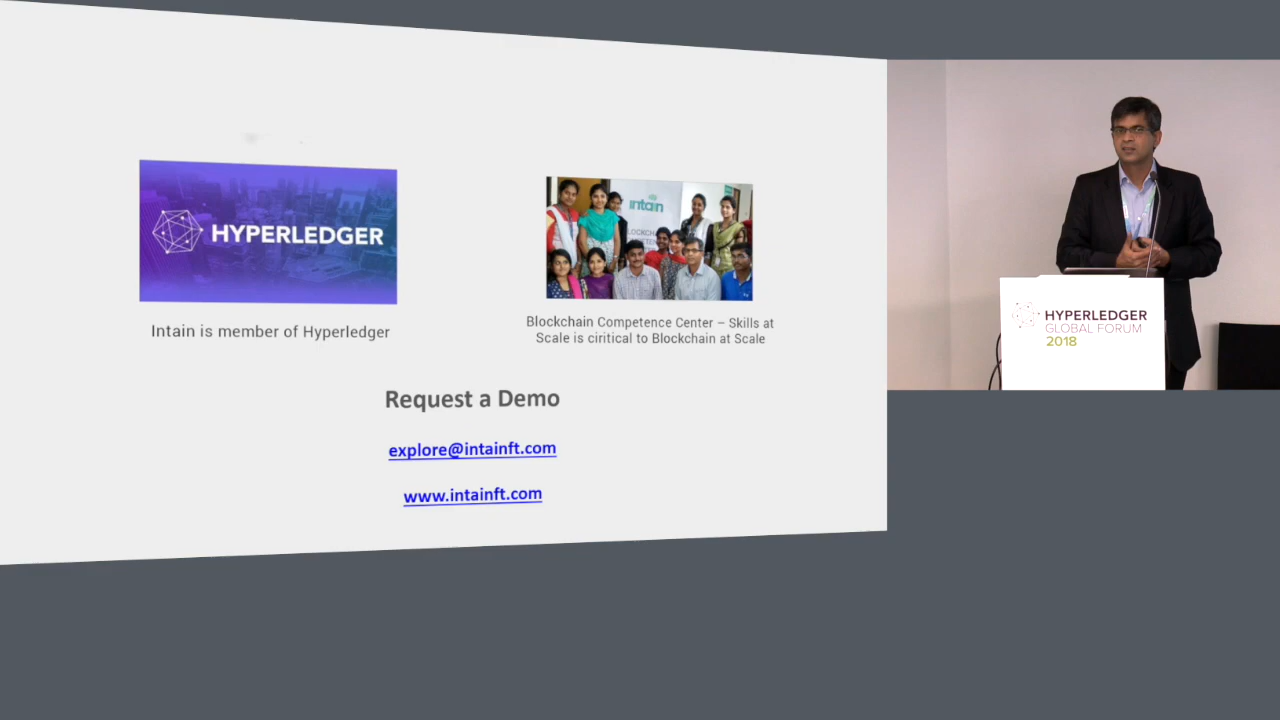 HYPERLEDGER
Intain is member of Hyperledger
intain
Blockchain Competence Center – Skills at
Scale is ciritical to Blockchain at Scale
Request a Demo
explore@intainft.com
www.intainft.com
HYPERLEDGER
GLOBAL FORUM
2018